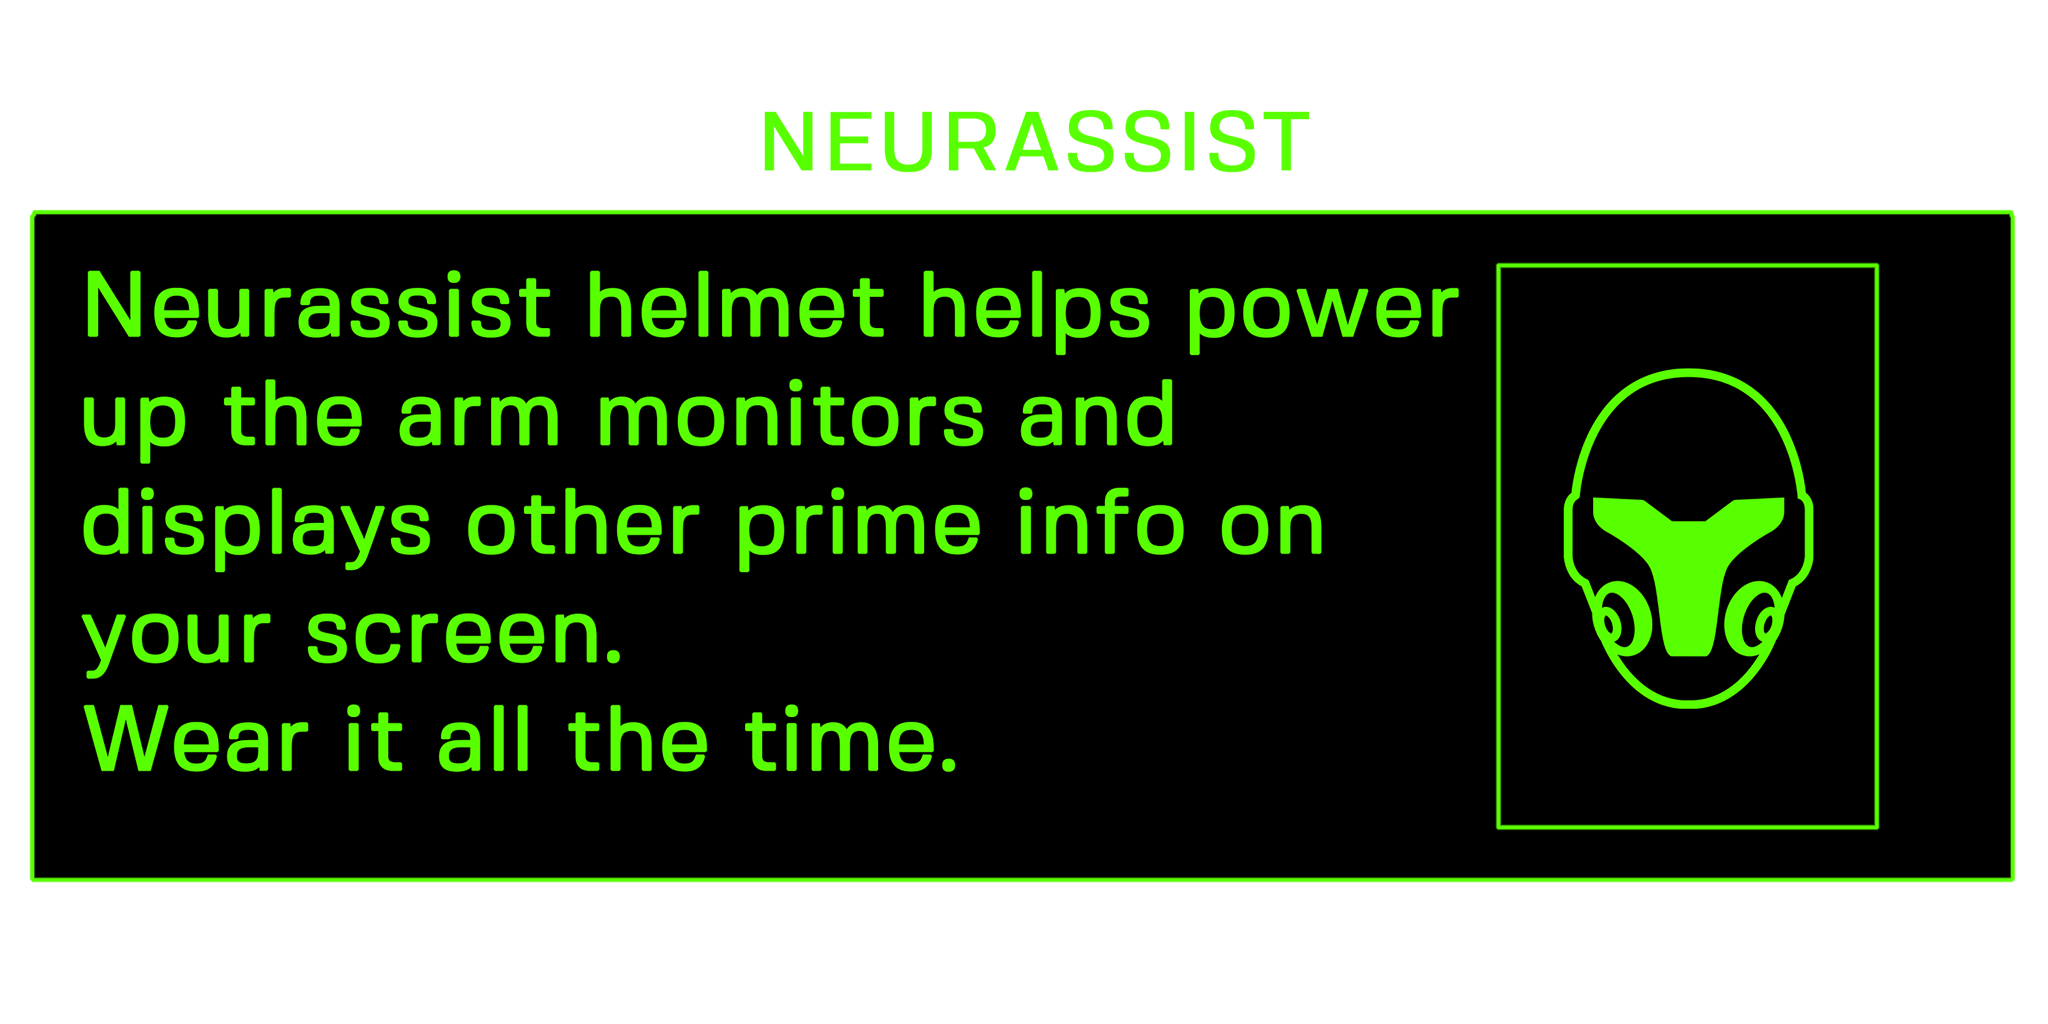 NEURASSIST
Neurassist helmet helps power
up the arm monitors and
displays other prime info on
your screen.
Wear it all the time.